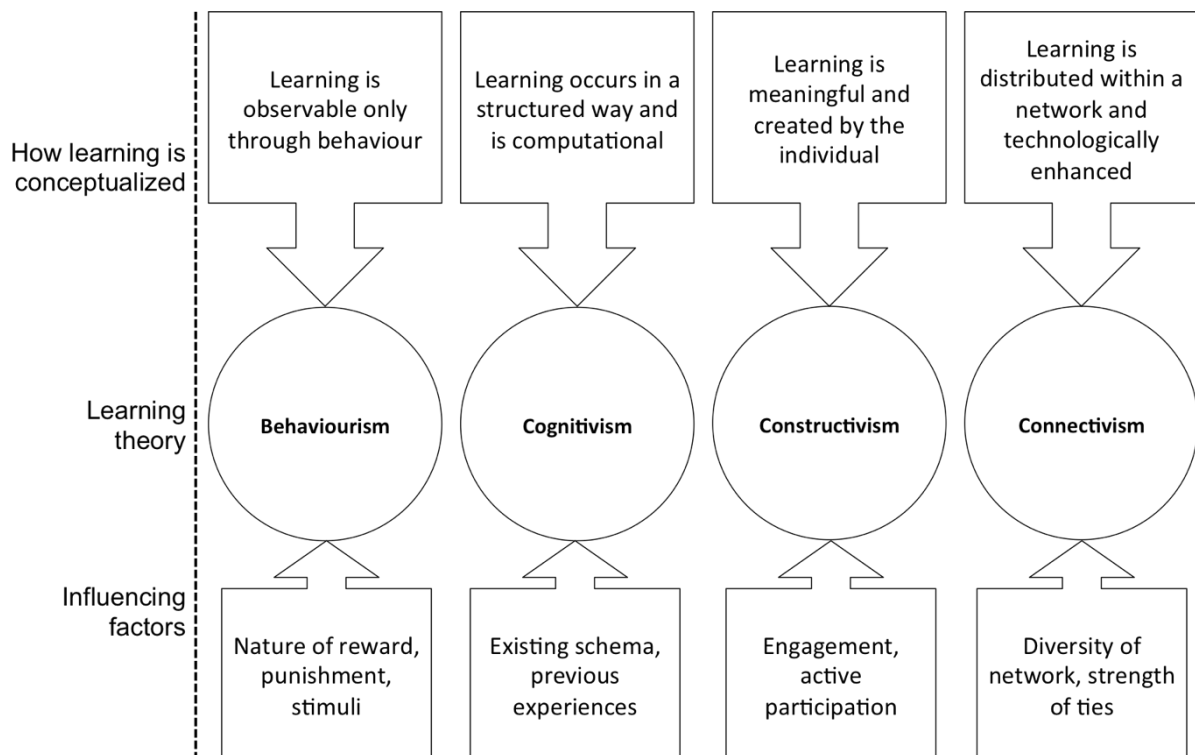 How learning is
conceptualized
Learning is
observable only
through behaviour
Learning occurs in a
structured way and
is computational
Learning is
meaningful and
created by the
individual
Learning is
distributed within a
network and
technologically
enhanced
Learning
theory
Behaviourism
Cognitivism
Constructivism
Connectivism
Influencing
factors
Nature of reward,
punishment,
stimuli
Existing schema,
previous
experiences
Engagement,
active
participation
Diversity of
network, strength
of ties